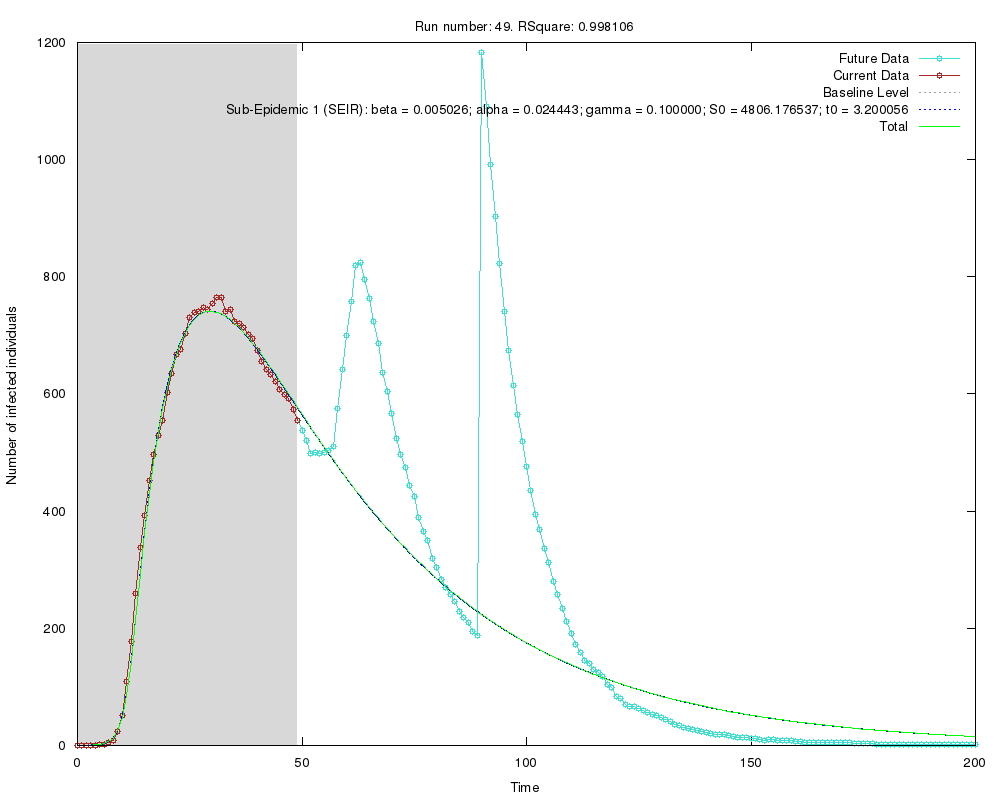 Run number: 49. RSquare: 0.998106
1200
Future Data
Current Data
Baseline Level
Sub-Epidemic 1 (SEIR): beta = 0.005026; alpha = 0.024443; gamma = 0.100000; S0 = 4806.176537; t0 = 3.200056
Total
1000
800
600
400
200
0
Number of infected individuals
0 50 100 150 200
Time